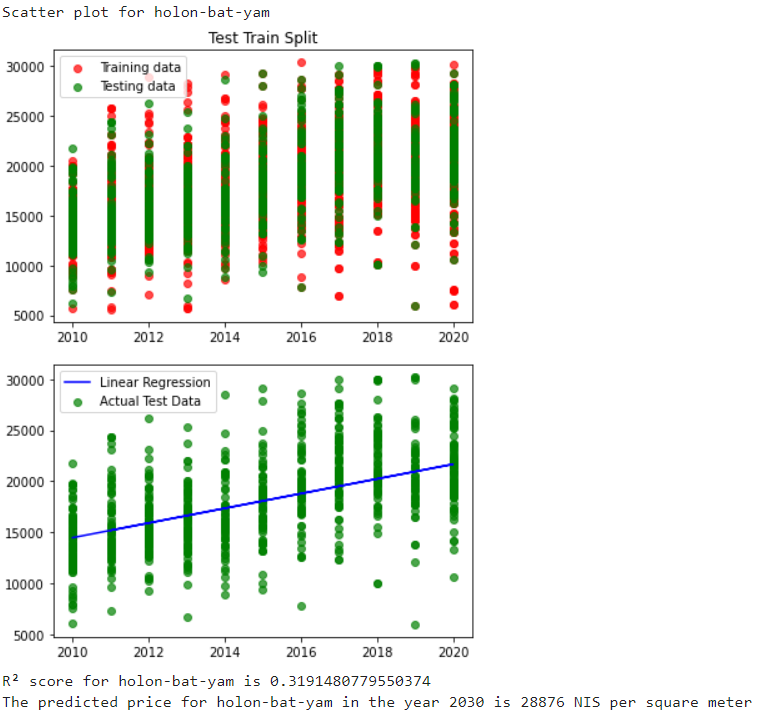 Scatter plot for holon-bat-yam
Test Train Split
Training data
Testing data
30000
25000
20000
15000
10000
5000
2010 2012 2014 2016 2018 2020
Linear Regression
Actual Test Data
30000
25000
20000
15000
10000
5000
2010 2012 2014 2016 2018 2020
R² score for holon-bat-yam is 0.3191480779550374
The predicted price for holon-bat-yam in the year 2030 is 28876 NIS per square meter